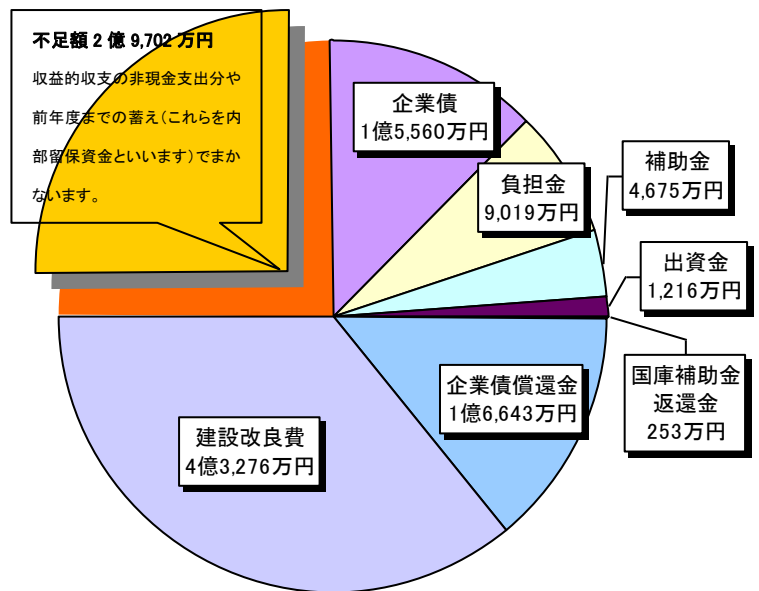 不足額2億9,702万円
収益的収支の非現金支出分や
前年度までの蓄え（これらを内
部留保資金といいます）でまか
ないます。
企業債
1億5,560万円
負担金
9,019万円
補助金
4,675万円
出資金
1,216万円
国庫補助金
返還金
253万円
企業債償還金
1億6,643万円
建設改良費
4億3,276万円